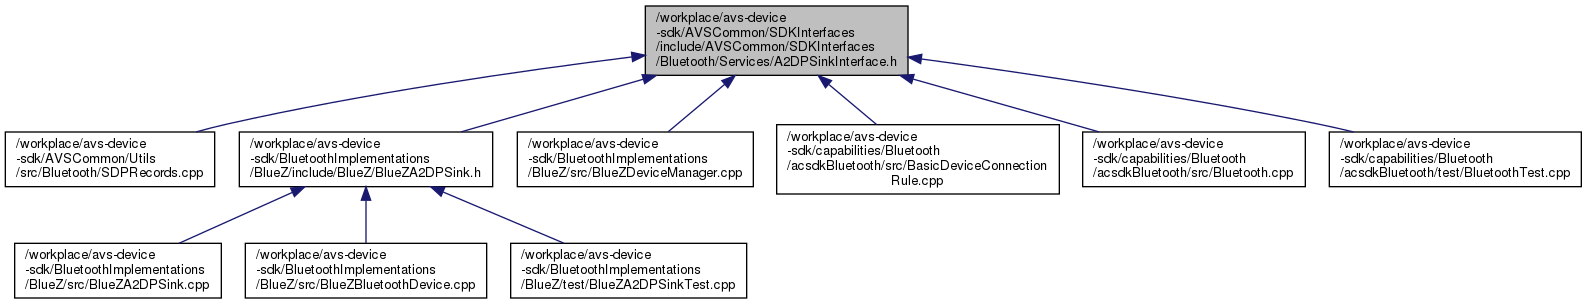 /workplace/avs-device
-sdk/AVSCommon/SDKInterfaces
/include/AVSCommon/SDKInterfaces
/Bluetooth/Services/A2DPSinkInterface.h
/workplace/avs-device
-sdk/AVSCommon/Utils
/src/Bluetooth/SDPRecords.cpp
/workplace/avs-device
-sdk/BluetoothImplementations
/BlueZ/include/BlueZ/BlueZA2DPSink.h
/workplace/avs-device
-sdk/BluetoothImplementations
/BlueZ/src/BlueZDeviceManager.cpp
/workplace/avs-device
-sdk/capabilities/Bluetooth
/acsdkBluetooth/src/BasicDeviceConnection
Rule.cpp
/workplace/avs-device
-sdk/capabilities/Bluetooth
/acsdkBluetooth/src/Bluetooth.cpp
/workplace/avs-device
-sdk/capabilities/Bluetooth
/acsdkBluetooth/test/BluetoothTest.cpp
/workplace/avs-device
-sdk/BluetoothImplementations
/BlueZ/src/BlueZA2DPSink.cpp
/workplace/avs-device
-sdk/BluetoothImplementations
/BlueZ/src/BlueZBluetoothDevice.cpp
/workplace/avs-device
-sdk/BluetoothImplementations
/BlueZ/test/BlueZA2DPSinkTest.cpp